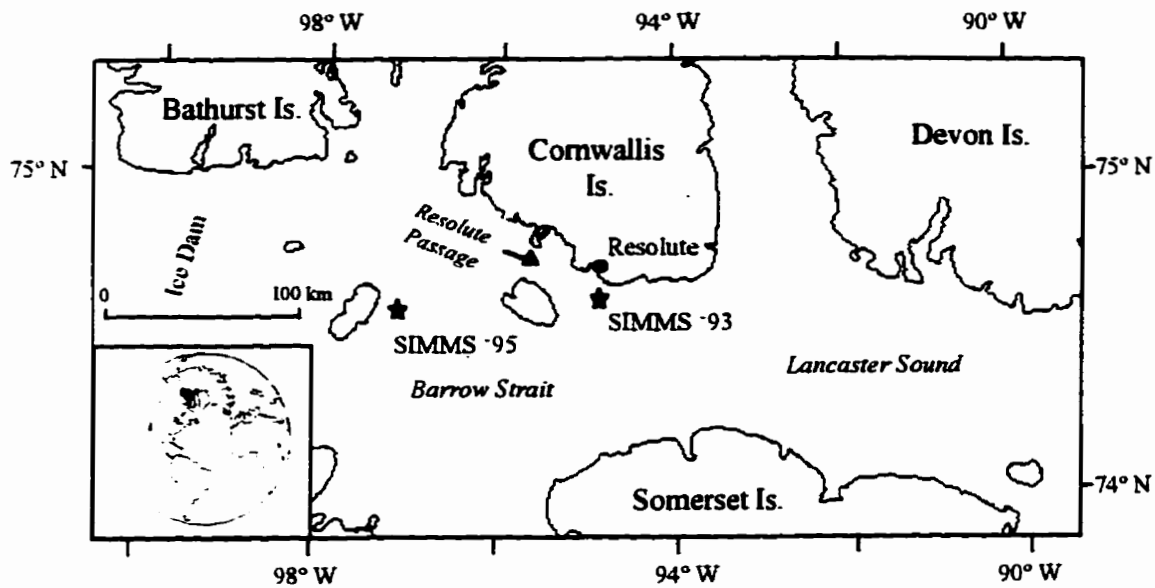 98° W
94° W
90° W
Bathurst Is.
Cornwallis
Is.
Devon Is.
75° N
75° N
Resolute
Passage
Resolute
Ice Dam
0
100 km
SIMMS -95
SIMMS -93
Barrow Strait
Lancaster Sound
Somerset Is.
74° N
98° W
94° W
90° W